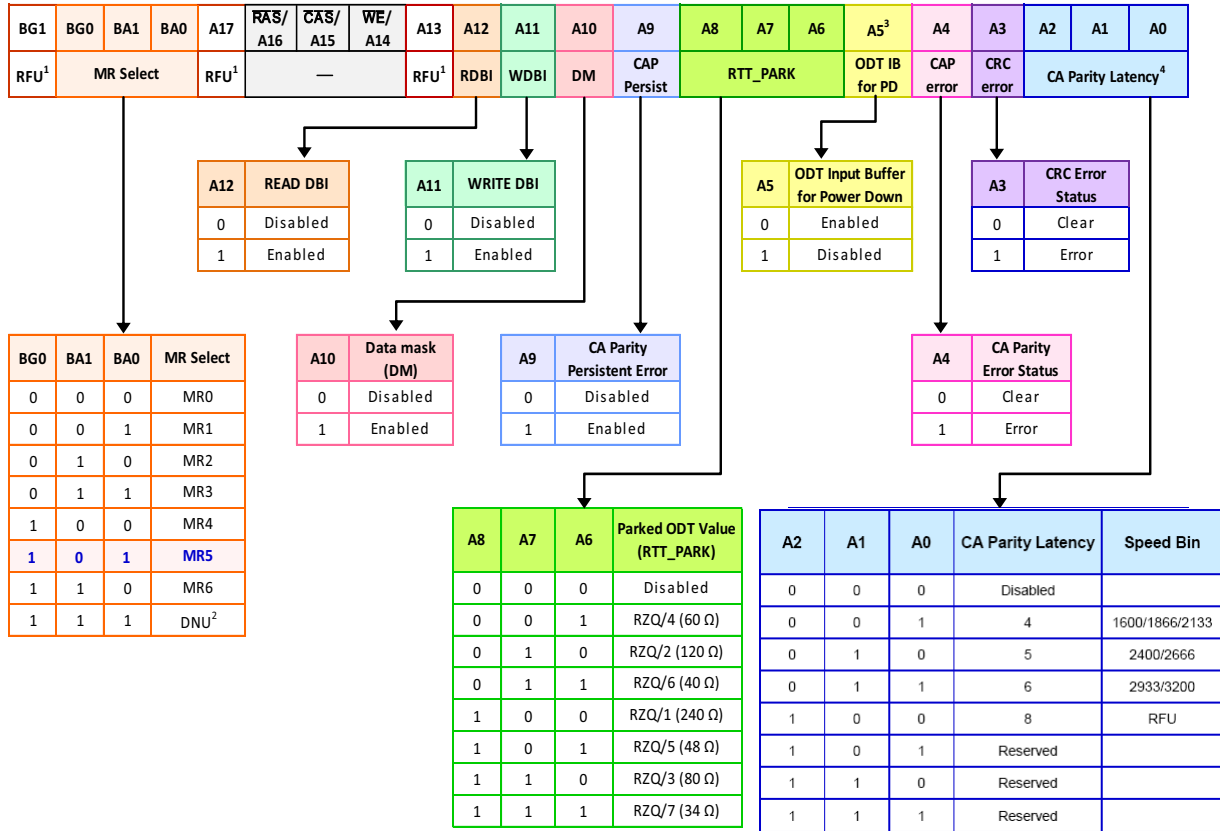 BG1 BG0 BA1 BA0 A17 RAS/ A16 CAS/ A15 WE/ A14 A13 A12 A11 A10 A9 A8 A7 A6 A5³ A4 A3 A2 A1 A0
RFU¹ MR Select RFU¹ — RFU¹ RDBI WDBI DM CAP Persist RTT_PARK ODT IB for PD CAP error CRC error CA Parity Latency⁴
A12 READ DBI
0 Disabled
1 Enabled
A11 WRITE DBI
0 Disabled
1 Enabled
A5 ODT Input Buffer for Power Down
0 Enabled
1 Disabled
A3 CRC Error Status
0 Clear
1 Error
BG0 BA1 BA0 MR Select
0 0 0 MR0
0 0 1 MR1
0 1 0 MR2
0 1 1 MR3
1 0 0 MR4
1 0 1 MR5
1 1 0 MR6
1 1 1 DNU²
A10 Data mask (DM)
0 Disabled
1 Enabled
A9 CA Parity Persistent Error
0 Disabled
1 Enabled
A4 CA Parity Error Status
0 Clear
1 Error
A8 A7 A6 Parked ODT Value (RTT_PARK)
0 0 0 Disabled
0 0 1 RZQ/4 (60 Ω)
0 1 0 RZQ/2 (120 Ω)
0 1 1 RZQ/6 (40 Ω)
1 0 0 RZQ/1 (240 Ω)
1 0 1 RZQ/5 (48 Ω)
1 1 0 RZQ/3 (80 Ω)
1 1 1 RZQ/7 (34 Ω)
A2 A1 A0 CA Parity Latency Speed Bin
0 0 0 Disabled
0 0 1 4 1600/1866/2133
0 1 0 5 2400/2666
0 1 1 6 2933/3200
1 0 0 8 RFU
1 0 1 Reserved
1 1 0 Reserved
1 1 1 Reserved